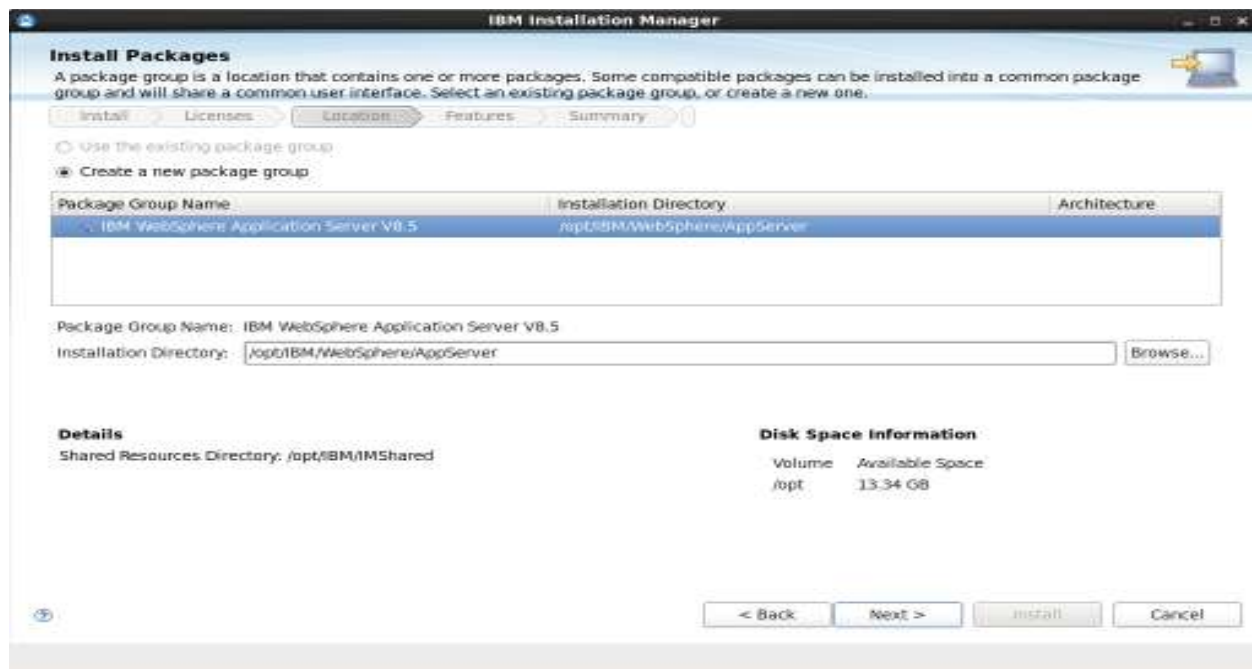 IBM Installation Manager
Install Packages
A package group is a location that contains one or more packages. Some compatible packages can be installed into a common package
group and will share a common user interface. Select an existing package group, or create a new one.
Install Licenses Location Features Summary
Use the existing package group
Create a new package group
Package Group Name Installation Directory Architecture
IBM WebSphere Application Server V8.5 /opt/IBM/WebSphere/AppServer
Package Group Name: IBM WebSphere Application Server V8.5
Installation Directory: /opt/IBM/WebSphere/AppServer Browse...
Details Disk Space Information
Shared Resources Directory: /opt/IBM/IMShared
Volume Available Space
/opt 13.34 GB
< Back Next > Install Cancel